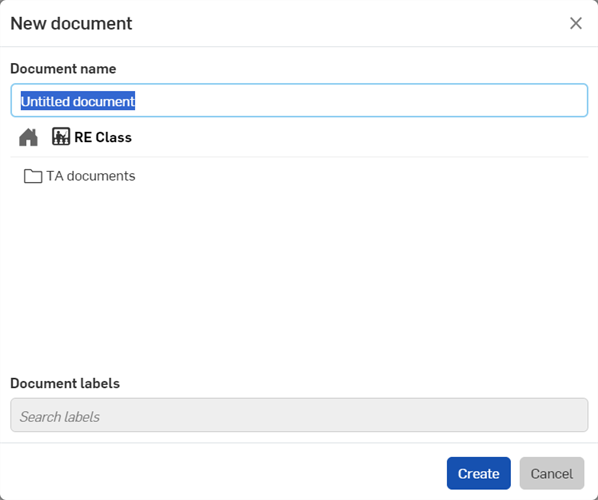 New document
Document name
Untitled document
RE Class
TA documents
Document labels
Search labels
Create Cancel